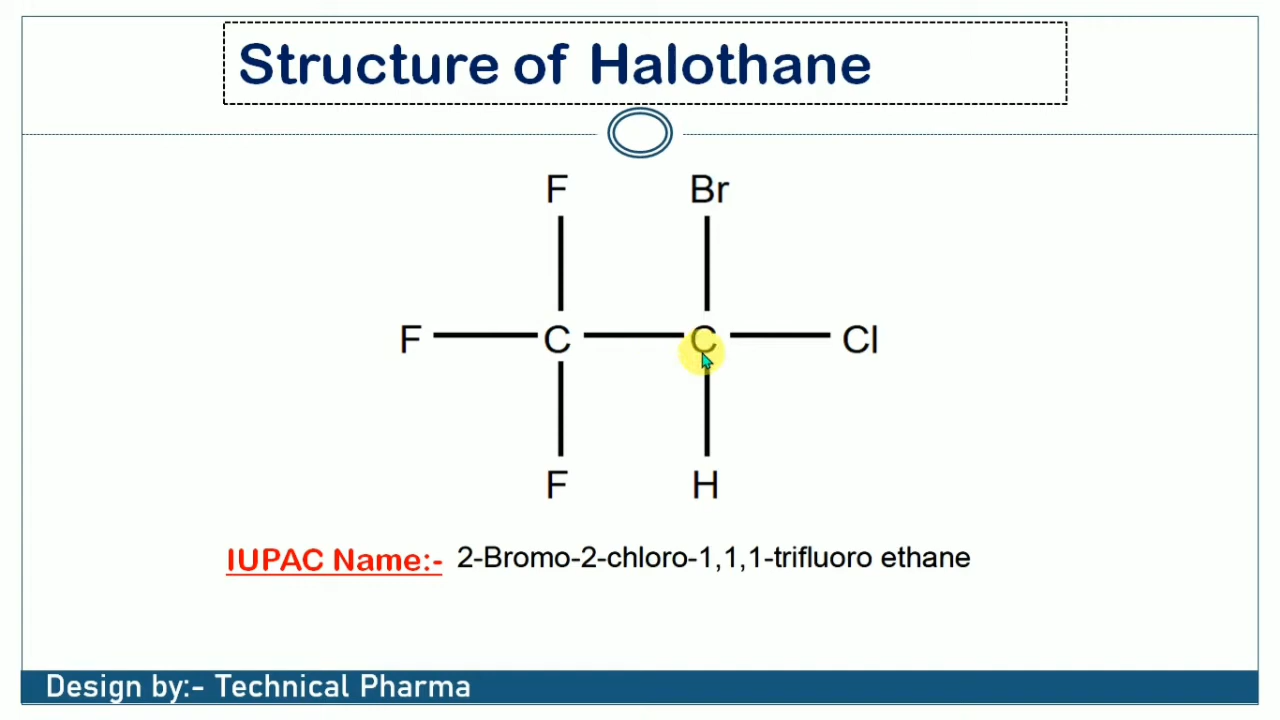 Structure of Halothane
F Br
F C C Cl
F H
IUPAC Name:- 2-Bromo-2-chloro-1,1,1-trifluoro ethane
Design by:- Technical Pharma